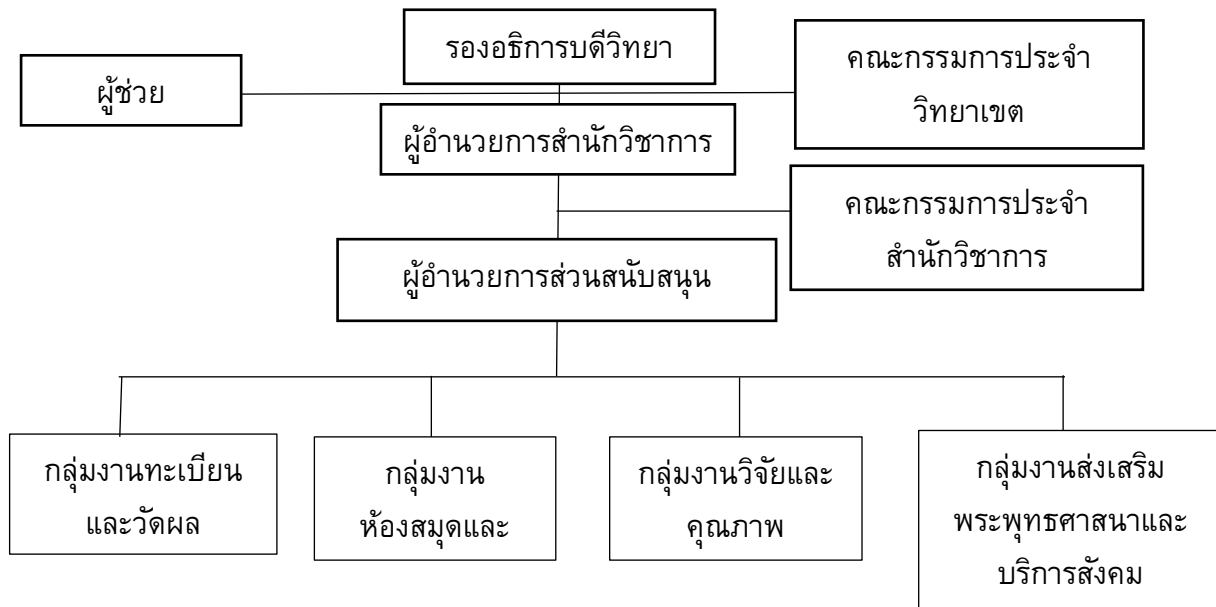 รองอธิการบดีวิทยา
ผู้ช่วย
คณะกรรมการประจำ
วิทยาเขต
ผู้อำนวยการสำนักวิชาการ
คณะกรรมการประจำ
สำนักวิชาการ
ผู้อำนวยการส่วนสนับสนุน
กลุ่มงานทะเบียน
และวัดผล
กลุ่มงาน
ห้องสมุดและ
กลุ่มงานวิจัยและ
คุณภาพ
กลุ่มงานส่งเสริม
พระพุทธศาสนาและ
บริการสังคม